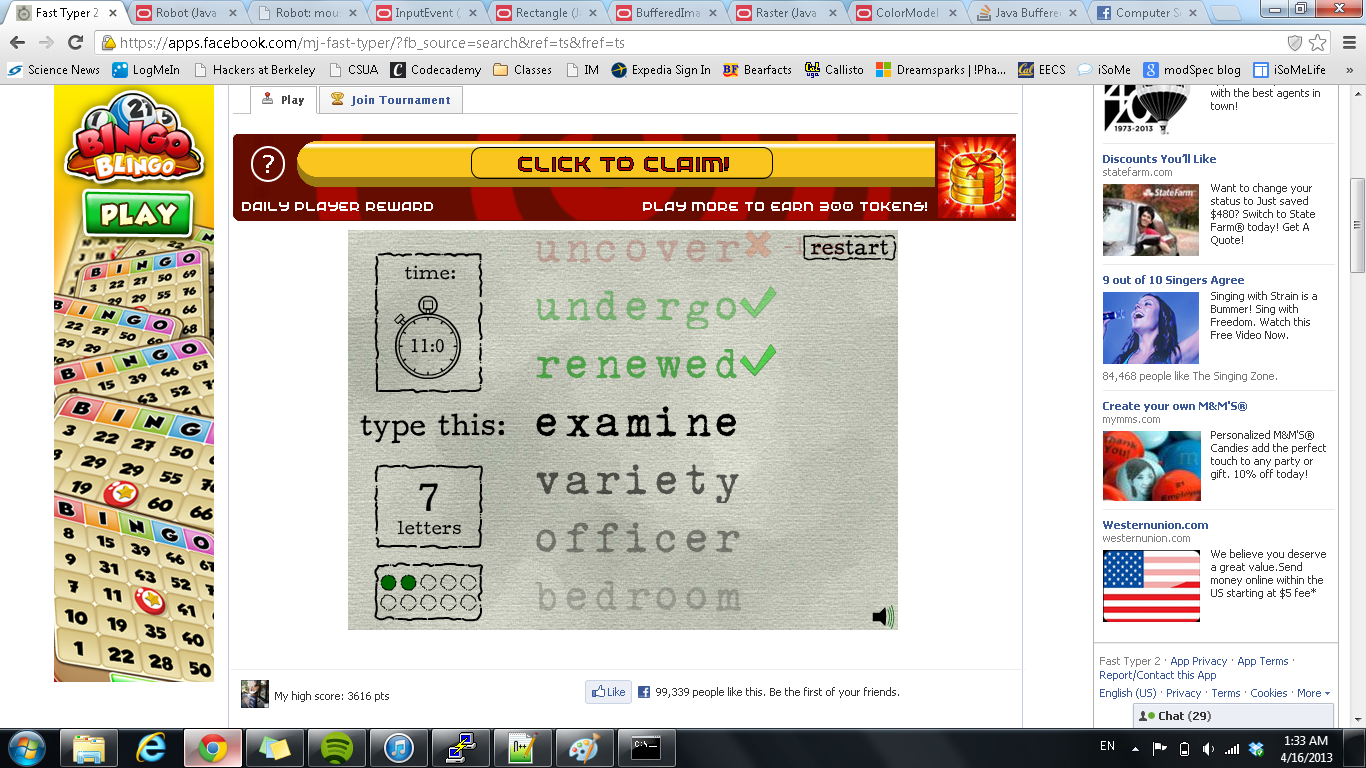 Fast Typer 2
Robot (Java
Robot: mous
InputEvent (
Rectangle (J
BufferedIma
Raster (Java
ColorModel
Java Buffere
Computer S
https://apps.facebook.com/mj-fast-typer/?fb_source=search&ref=ts&fref=ts
Science News
LogMeIn
Hackers at Berkeley
CSUA
Codecademy
Classes
IM
Expedia Sign In
Bearfacts
Callisto
Dreamsparks | !Pha...
EECS
iSoMe
modSpec blog
iSoMeLife
»
Play
Join Tournament
BINGO
BLINGO
PLAY
? CLICK TO CLAIM!
DAILY PLAYER REWARD
PLAY MORE TO EARN 300 TOKENS!
time:
11:0
restart
uncover
undergo
renewed
type this: examine
variety
officer
bedroom
7
letters
My high score: 3616 pts
Like
99,339 people like this. Be the first of your friends.
1973-2013
with the best agents in
town!
Discounts You'll Like
statefarm.com
StateFarm
Want to change your
status to Just saved
$480? Switch to State
Farm® today! Get A
Quote!
9 out of 10 Singers Agree
Singing with Strain is a
Bummer! Sing with
Freedom. Watch this
Free Video Now.
84,468 people like The Singing Zone.
Create your own M&M'S®
mymms.com
Personalized M&M'S®
Candies add the perfect
touch to any party or
gift. 10% off today!
Westernunion.com
westernunion.com
We believe you deserve
a great value.Send
money online within the
US starting at $5 fee*
Fast Typer 2 · App Privacy · App Terms ·
Report/Contact this App
English (US) · Privacy · Terms · Cookies · More
Chat (29)
EN
1:33 AM
4/16/2013